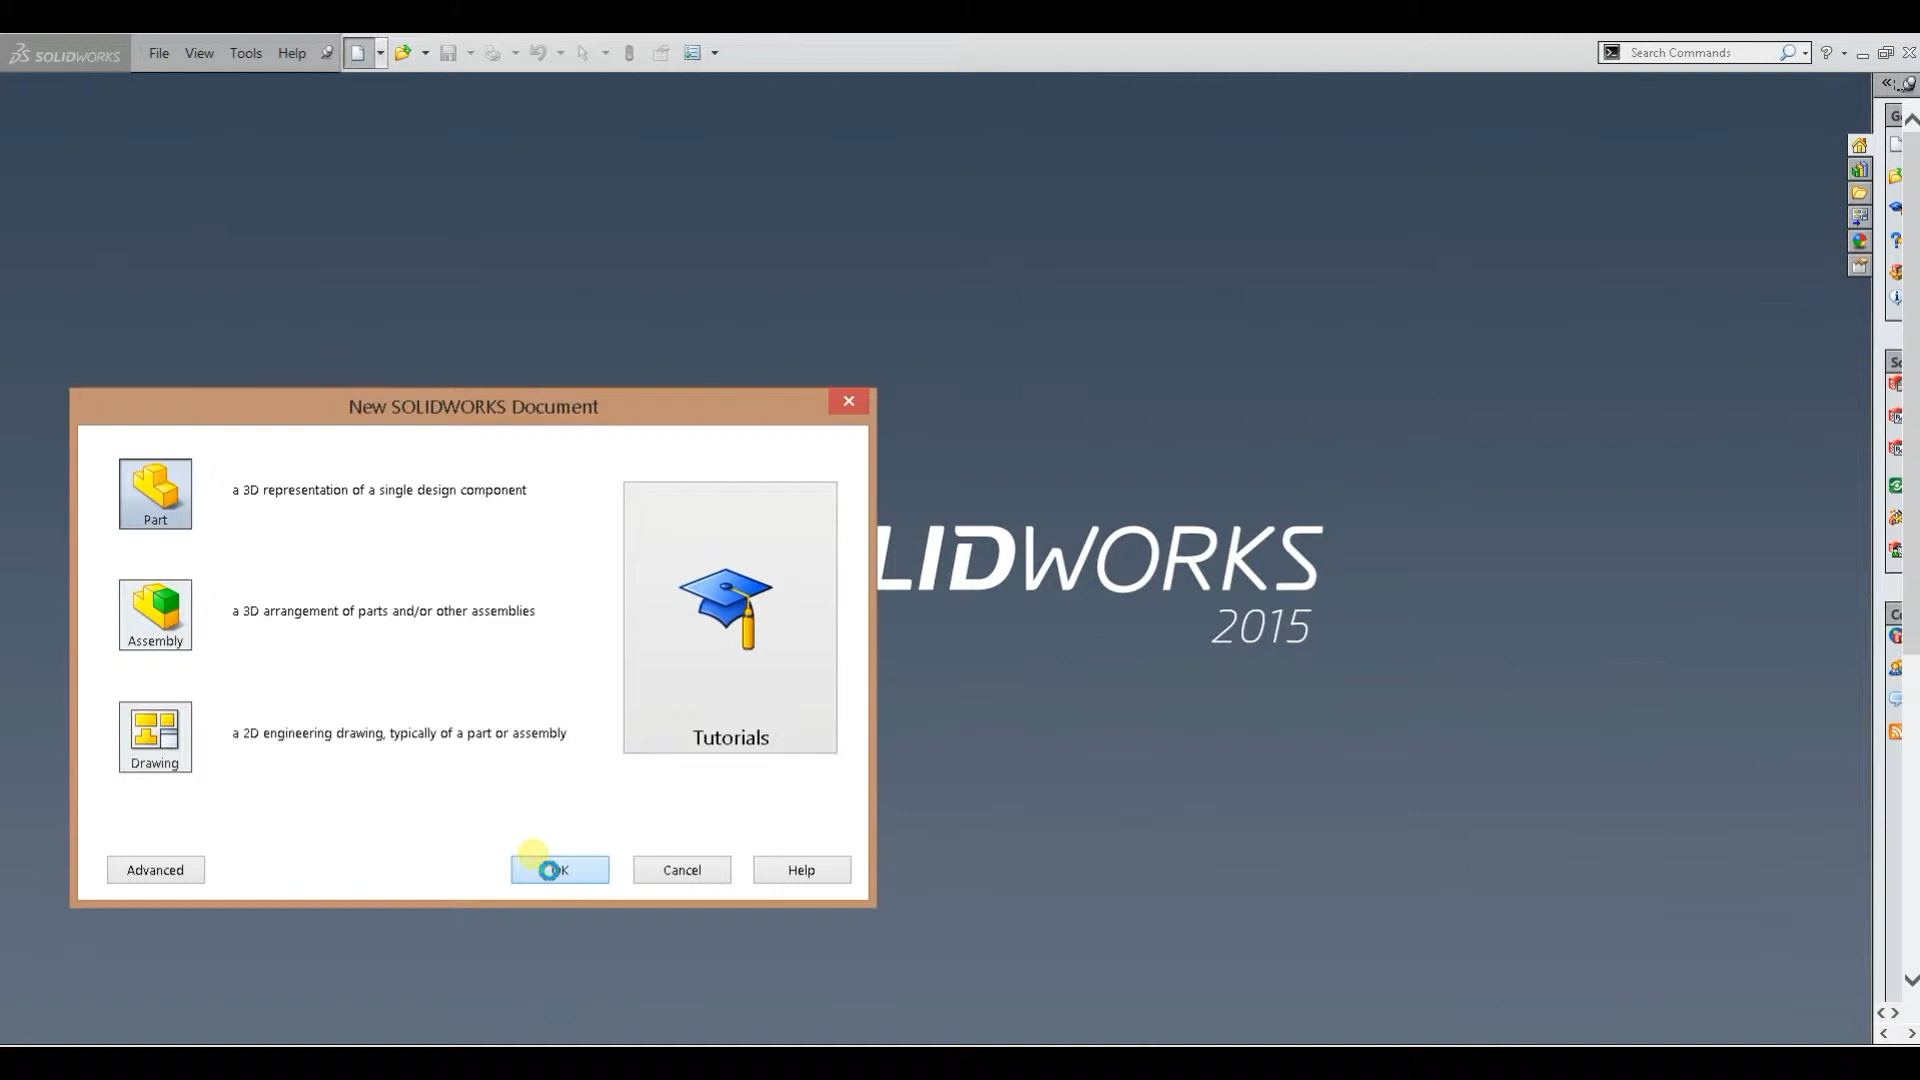 SOLIDWORKS File View Tools Help Search Commands
New SOLIDWORKS Document
Part a 3D representation of a single design component
Assembly a 3D arrangement of parts and/or other assemblies
Drawing a 2D engineering drawing, typically of a part or assembly
Tutorials
Advanced Cancel Help
LIDWORKS
2015